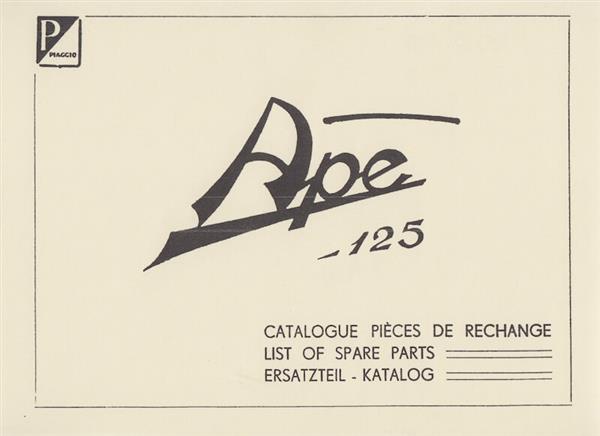 P
PIAGGIO
Ape
-125
CATALOGUE PIÈCES DE RECHANGE
LIST OF SPARE PARTS
ERSATZTEIL - KATALOG